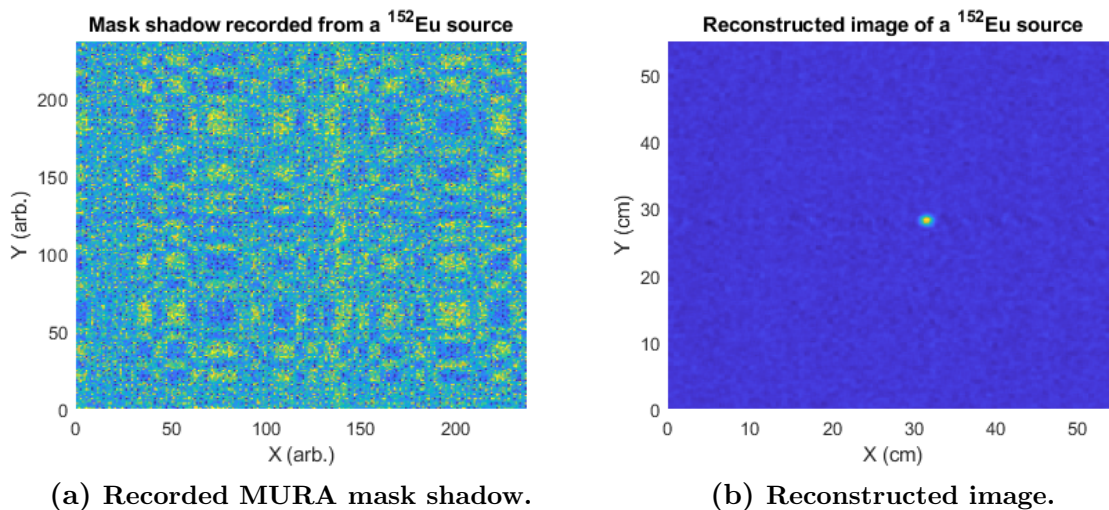 Mask shadow recorded from a ¹⁵²Eu source
200
150
100
50
0
Y (arb.)
0 50 100 150 200
X (arb.)
(a) Recorded MURA mask shadow.
Reconstructed image of a ¹⁵²Eu source
50
40
30
20
10
0
Y (cm)
0 10 20 30 40 50
X (cm)
(b) Reconstructed image.